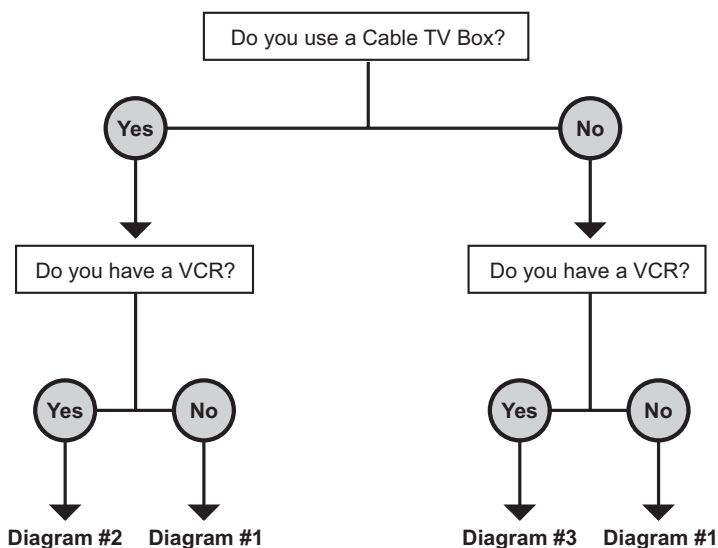 Do you use a Cable TV Box?
Yes
No
Do you have a VCR?
Do you have a VCR?
Yes
No
Yes
No
Diagram #2
Diagram #1
Diagram #3
Diagram #1